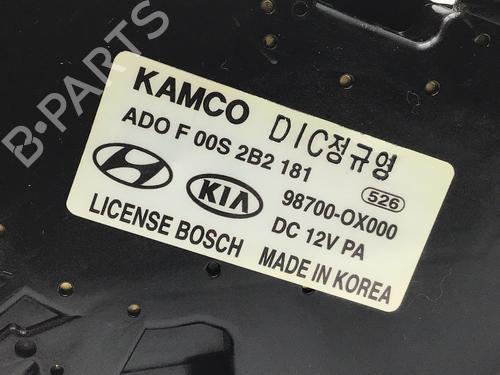 KAMCO DIC정규영
ADO F 00S 2B2 181
KIA
98700-OX000 526
LICENSE BOSCH DC 12V PA
MADE IN KOREA
B-PARTS